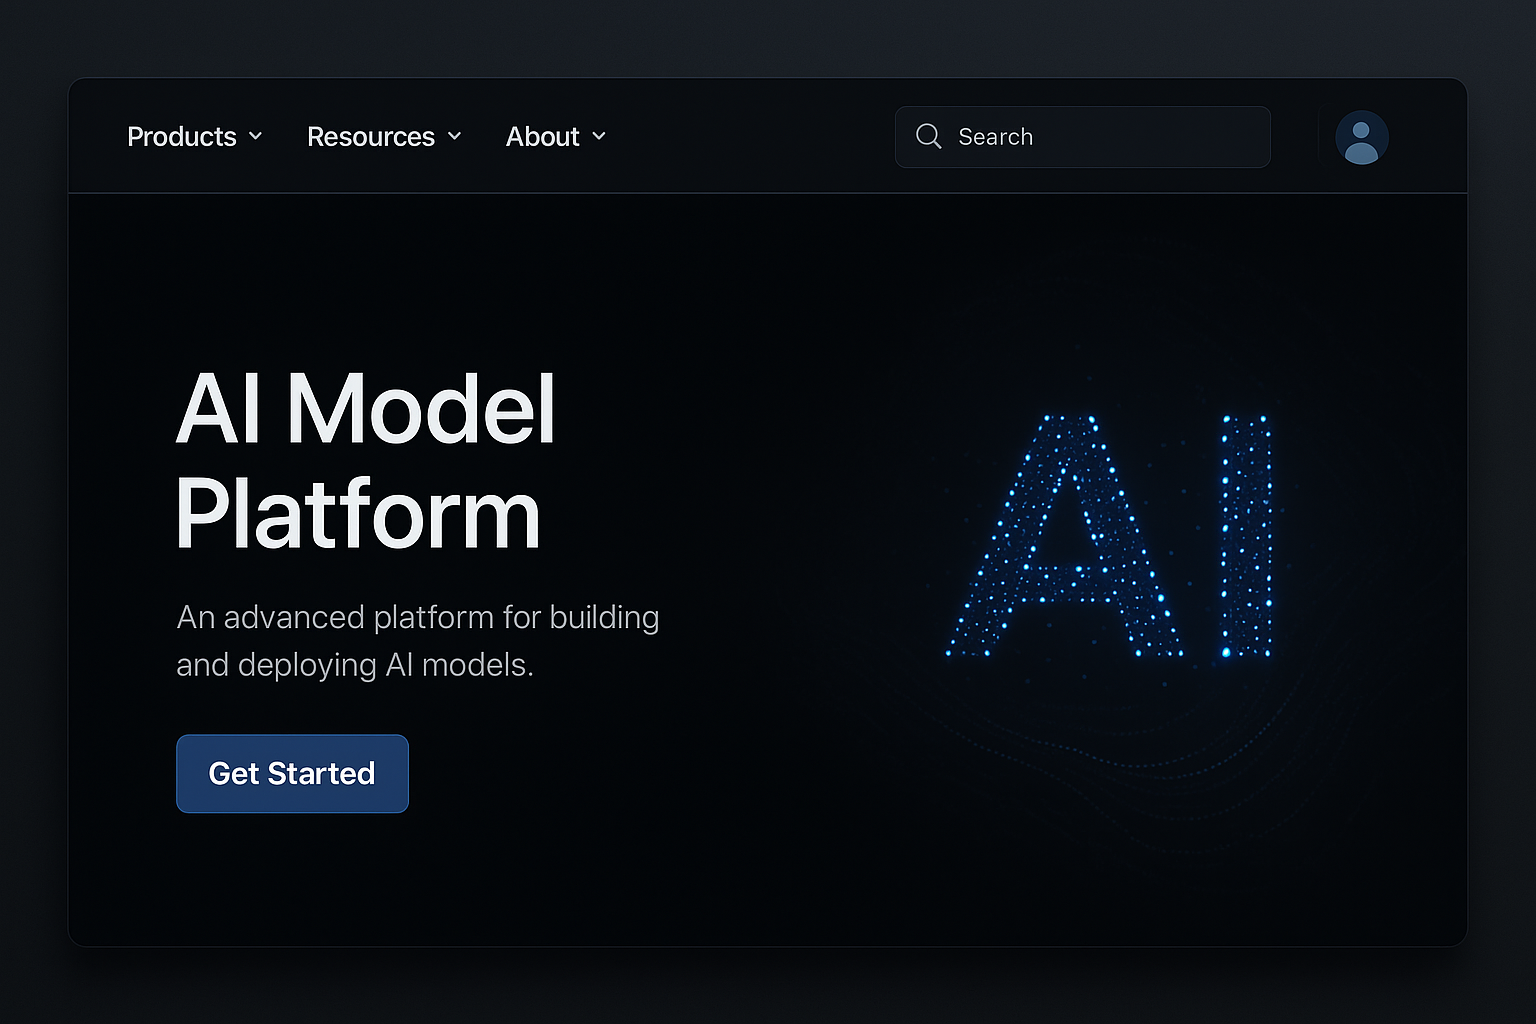 Products
Resources
About
Search
AI Model
Platform
An advanced platform for building
and deploying AI models.
Get Started
AI